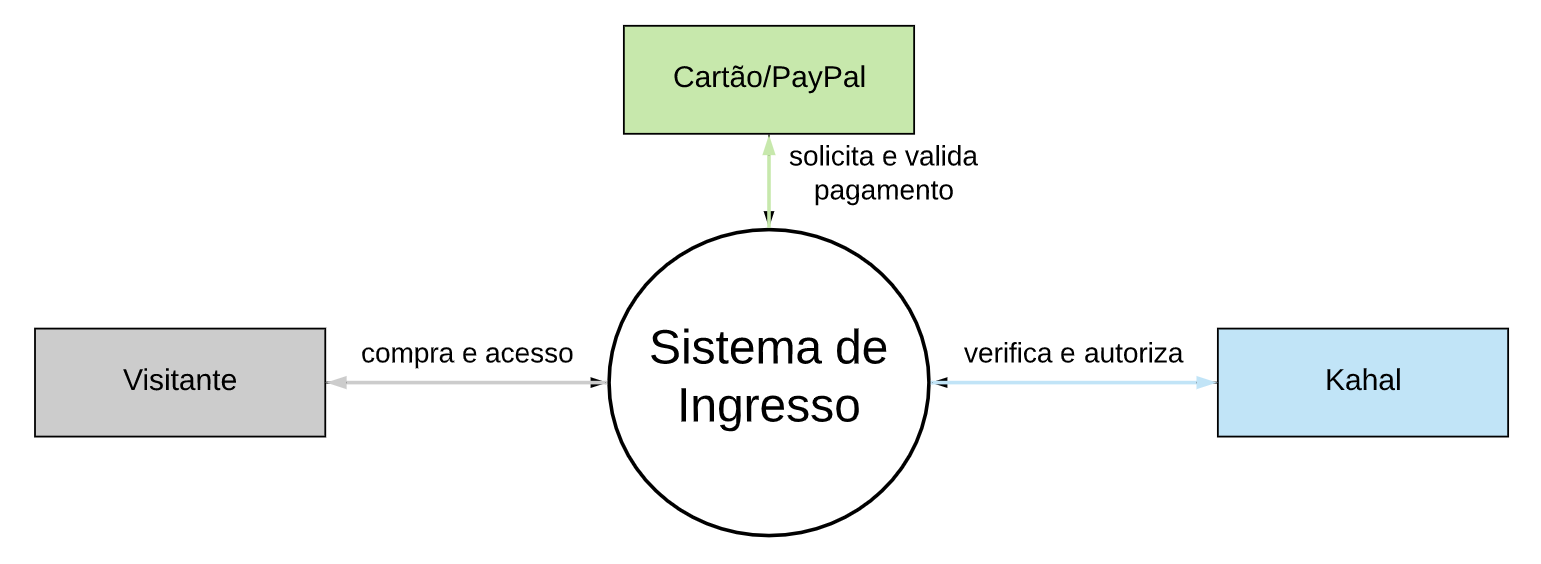 Cartão/PayPal
solicita e valida
pagamento
Sistema de
Ingresso
Visitante
compra e acesso
verifica e autoriza
Kahal